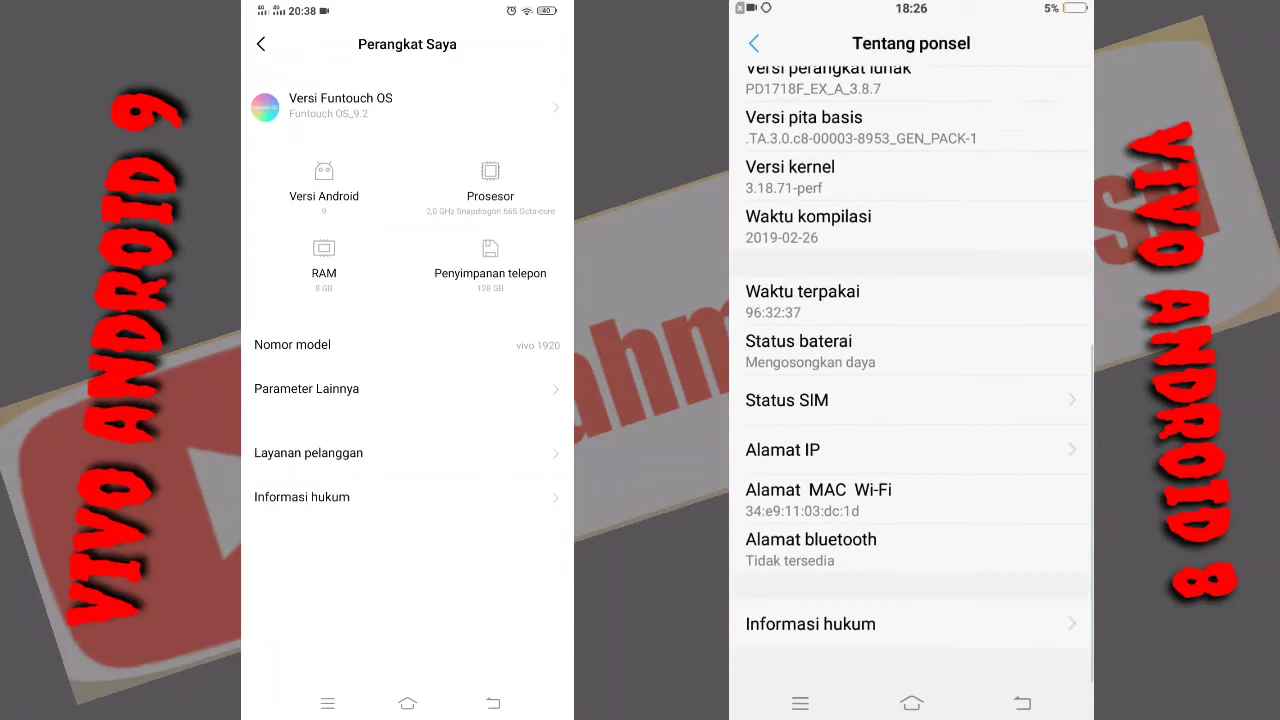 VIVO ANDROID 9
20:38
40
Perangkat Saya
Versi Funtouch OS
Funtouch OS_9.2
Versi Android
9
Prosesor
2,0 GHz Snapdragon 665 Octa-core
RAM
8 GB
Penyimpanan telepon
128 GB
Nomor model
vivo 1920
Parameter Lainnya
Layanan pelanggan
Informasi hukum
18:26
5%
Tentang ponsel
Versi perangkat lunak
PD1718F_EX_A_3.8.7
Versi pita basis
.TA.3.0.c8-00003-8953_GEN_PACK-1
Versi kernel
3.18.71-perf
Waktu kompilasi
2019-02-26
Waktu terpakai
96:32:37
Status baterai
Mengosongkan daya
Status SIM
Alamat IP
Alamat MAC Wi-Fi
34:e9:11:03:dc:1d
Alamat bluetooth
Tidak tersedia
Informasi hukum
VIVO ANDROID 8